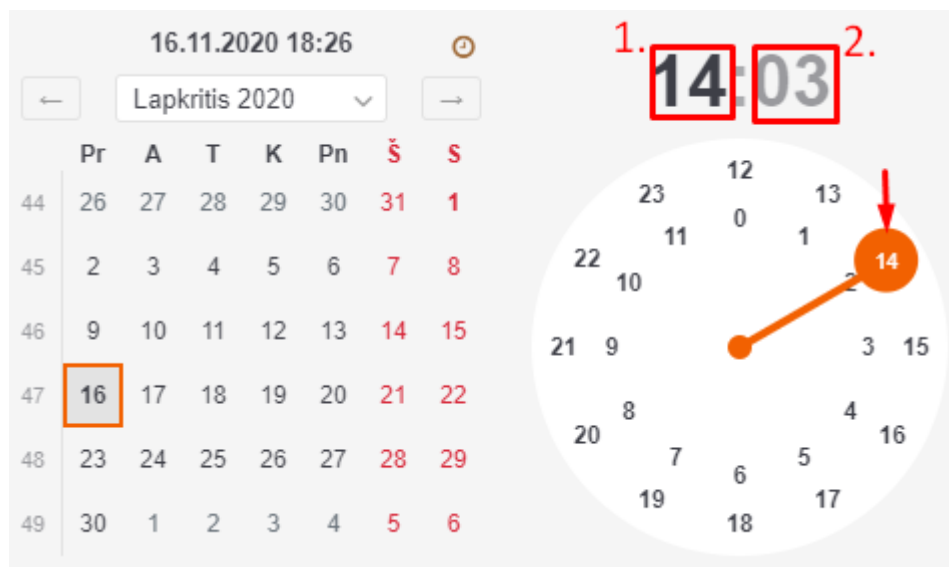 16.11.2020 18:26
← Lapkritis 2020 →
Pr A T K Pn Š S
44 26 27 28 29 30 31 1
45 2 3 4 5 6 7 8
46 9 10 11 12 13 14 15
47 16 17 18 19 20 21 22
48 23 24 25 26 27 28 29
49 30 1 2 3 4 5 6
1. 2.
14:03
12
23 13
0
11 1
22 14
10 2
21 9 3 15
8 4
20 16
7 5
6
19 17
18